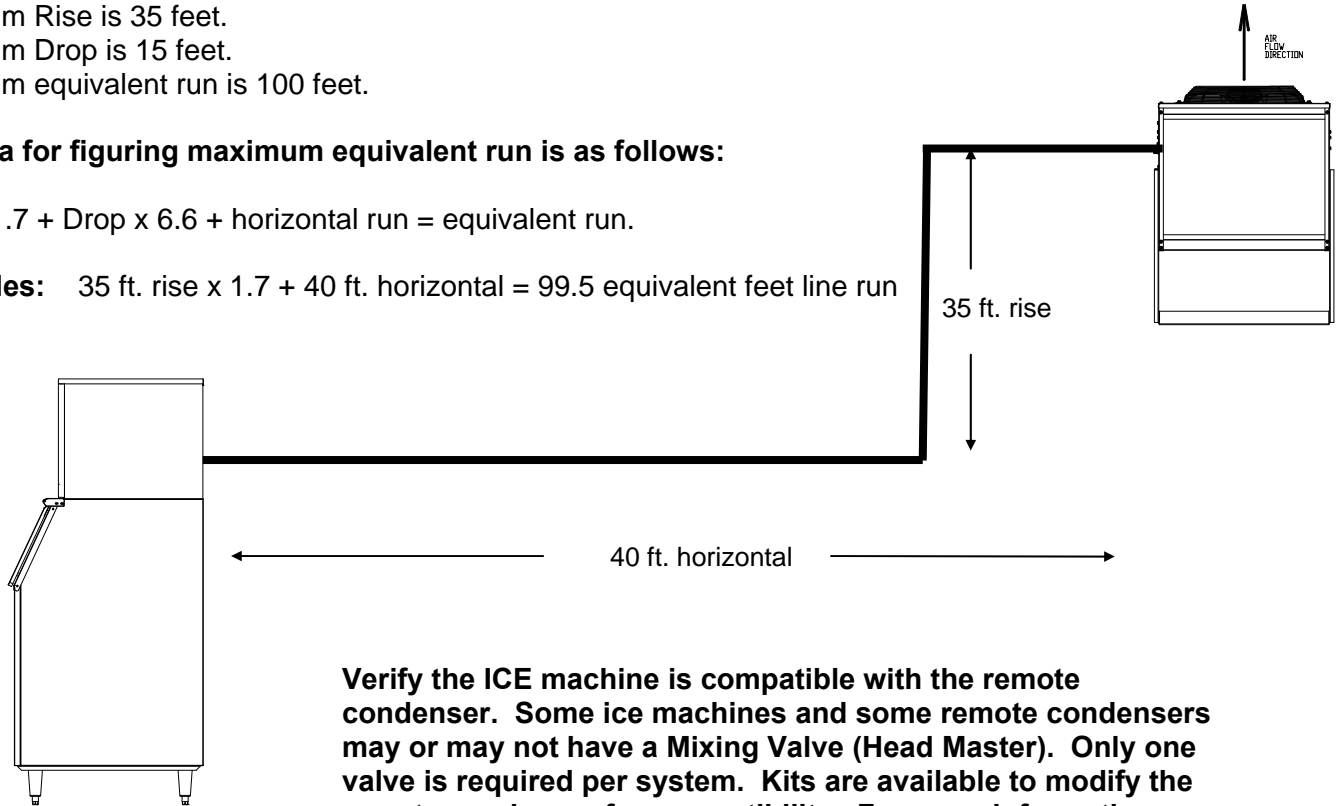 m Rise is 35 feet.
m Drop is 15 feet.
m equivalent run is 100 feet.
AIR
FLOW
DIRECTION
a for figuring maximum equivalent run is as follows:
.7 + Drop x 6.6 + horizontal run = equivalent run.
les: 35 ft. rise x 1.7 + 40 ft. horizontal = 99.5 equivalent feet line run
35 ft. rise
40 ft. horizontal
Verify the ICE machine is compatible with the remote
condenser. Some ice machines and some remote condensers
may or may not have a Mixing Valve (Head Master). Only one
valve is required per system. Kits are available to modify the